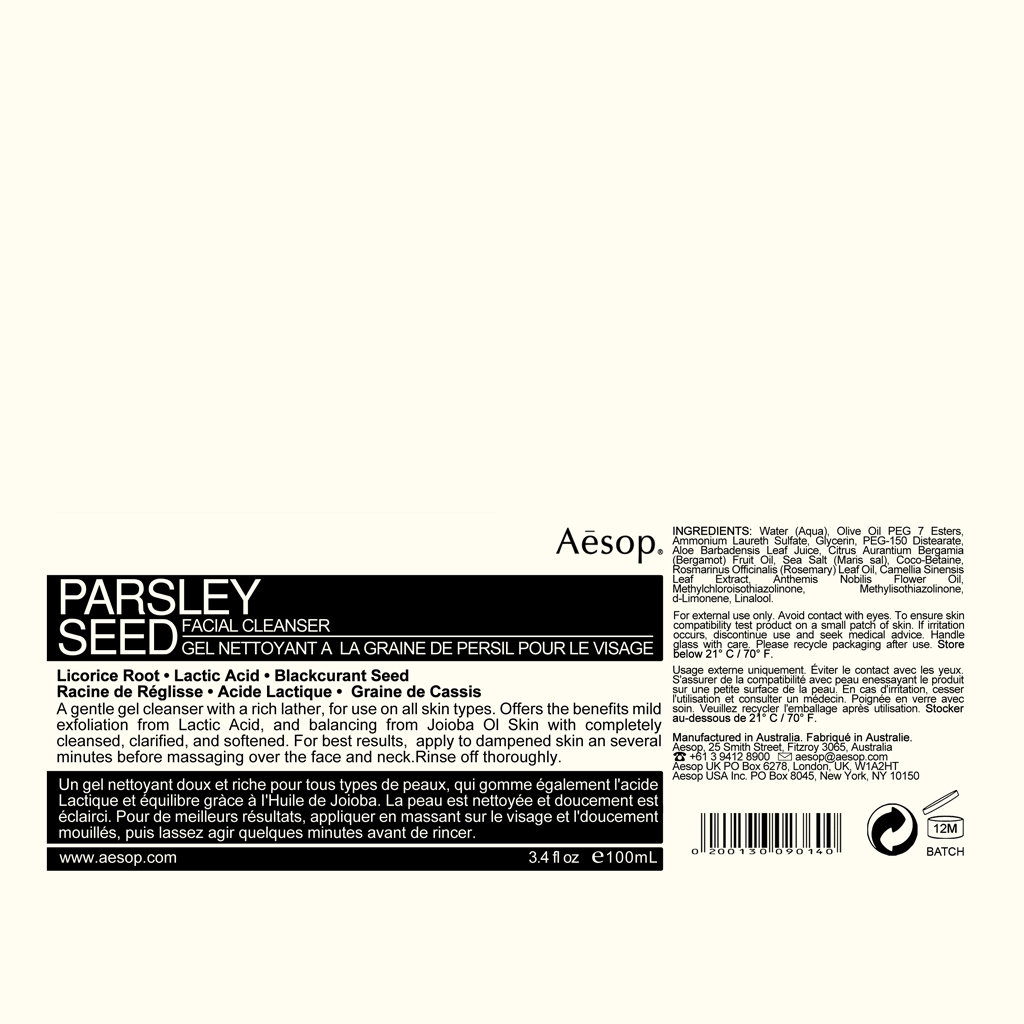 Aēsop®
PARSLEY
SEED
FACIAL CLEANSER
GEL NETTOYANT A LA GRAINE DE PERSIL POUR LE VISAGE
Licorice Root • Lactic Acid • Blackcurant Seed
Racine de Réglisse • Acide Lactique • Graine de Cassis
A gentle gel cleanser with a rich lather, for use on all skin types. Offers the benefits mild
exfoliation from Lactic Acid, and balancing from Jojoba Ol Skin with completely
cleansed, clarified, and softened. For best results, apply to dampened skin an several
minutes before massaging over the face and neck.Rinse off thoroughly.
Un gel nettoyant doux et riche pour tous types de peaux, qui gomme également l'acide
Lactique et équilibre gràce à l'Huile de Jojoba. La peau est nettoyée et doucement est
éclairci. Pour de meilleurs résultats, appliquer en massant sur le visage et l'doucement
mouillés, puis lassez agir quelques minutes avant de rincer.
www.aesop.com
3.4 fl oz ℮100mL
INGREDIENTS: Water (Aqua), Olive Oil PEG 7 Esters,
Ammonium Laureth Sulfate, Glycerin, PEG-150 Distearate,
Aloe Barbadensis Leaf Juice, Citrus Aurantium Bergamia
(Bergamot) Fruit Oil, Sea Salt (Maris sal), Coco-Betaine,
Rosmarinus Officinalis (Rosemary) Leaf Oil, Camellia Sinensis
Leaf Extract, Anthemis Nobilis Flower Oil,
Methylchloroisothiazolinone, Methylisothiazolinone,
d-Limonene, Linalool.
For external use only. Avoid contact with eyes. To ensure skin
compatibility test product on a small patch of skin. If irritation
occurs, discontinue use and seek medical advice. Handle
glass with care. Please recycle packaging after use. Store
below 21° C / 70° F.
Usage externe uniquement. Éviter le contact avec les yeux.
S'assurer de la compatibilité avec peau enessayant le produit
sur une petite surface de la peau. En cas d'irritation, cesser
l'utilisation et consulter un médecin. Poignée en verre avec
soin. Veuillez recycler l'emballage après utilisation. Stocker
au-dessous de 21° C / 70° F.
Manufactured in Australia. Fabriqué in Australie.
Aesop, 25 Smith Street, Fitzroy 3065, Australia
☎ +61 3 9412 8900 ✉ aesop@aesop.com
Aesop UK PO Box 6278, London, UK, W1A2HT
Aesop USA Inc. PO Box 8045, New York, NY 10150
0 200130 090140
12M
BATCH